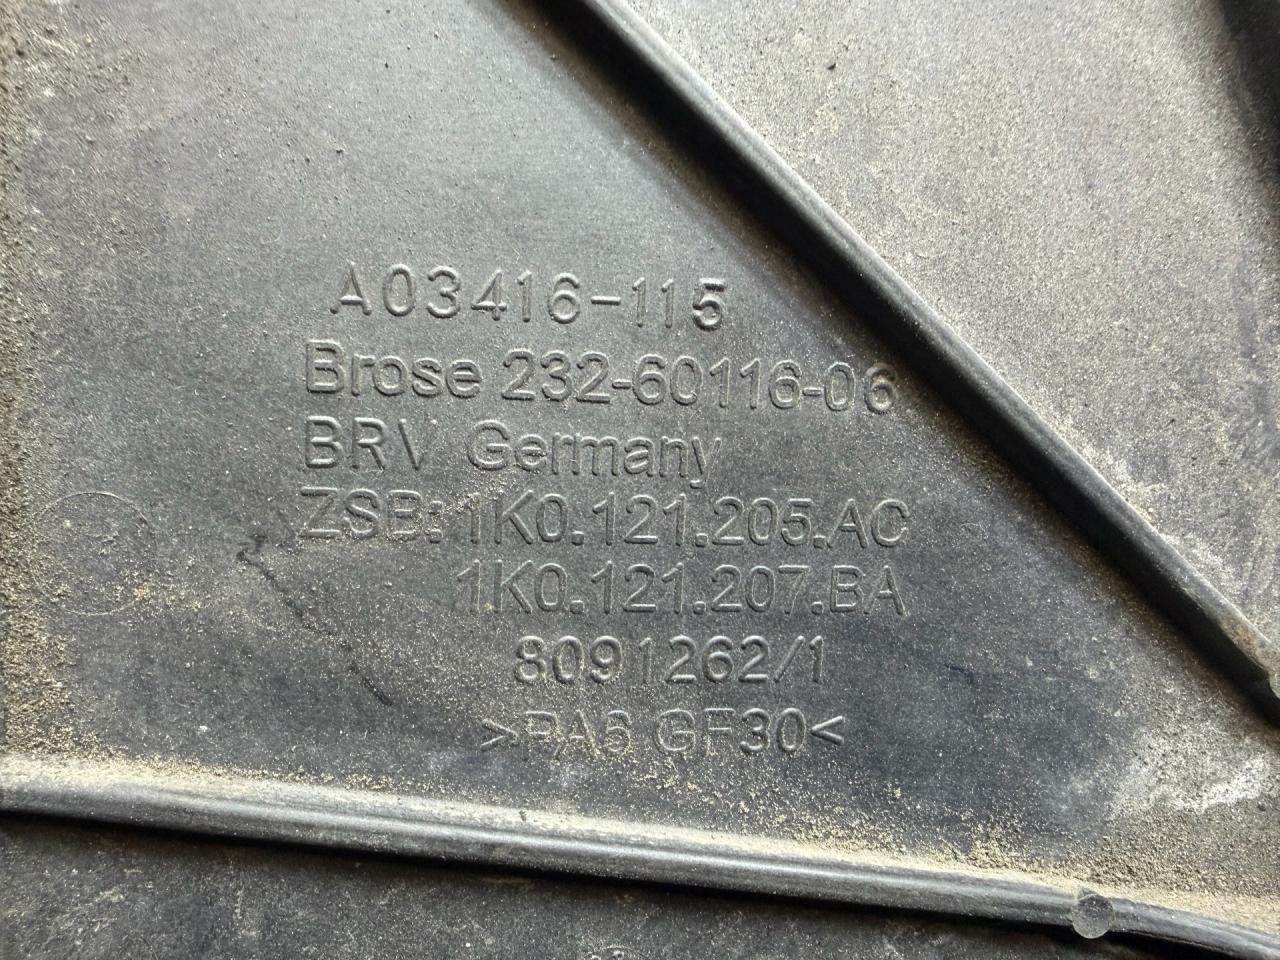 A03416-115
Brose 232-60116-06
BRV Germany
ZSB: 1K0.121.205.AC
1K0.121.207.BA
8091262/1
>PA6 GF30<